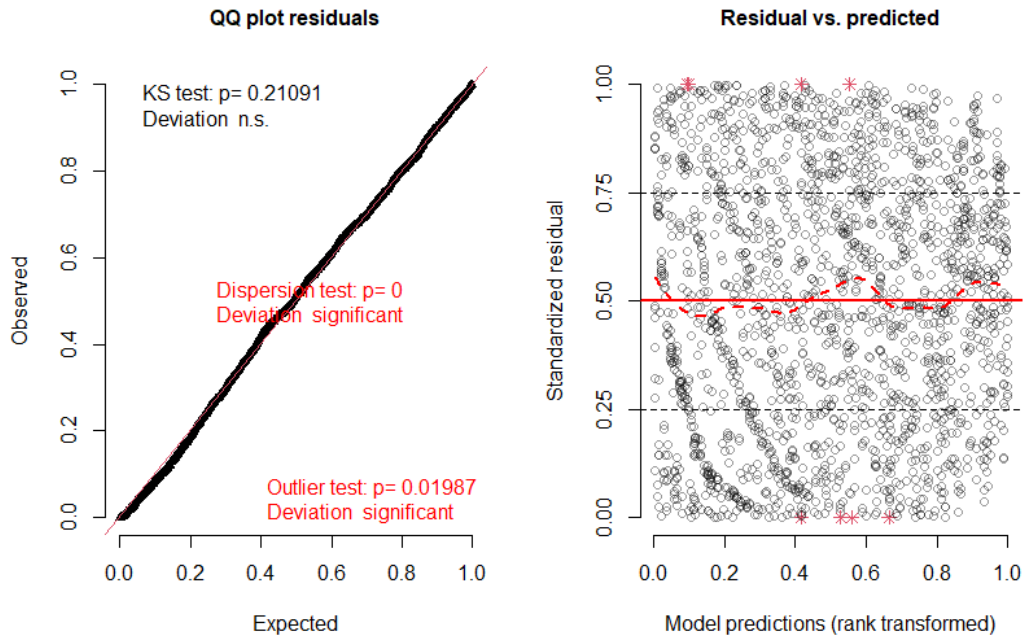 QQ plot residuals
KS test: p= 0.21091
Deviation n.s.
Dispersion test: p= 0
Deviation significant
Outlier test: p= 0.01987
Deviation significant
Observed
0.0 0.2 0.4 0.6 0.8 1.0
0.0 0.2 0.4 0.6 0.8 1.0
Expected
Residual vs. predicted
Standardized residual
0.00 0.25 0.50 0.75 1.00
0.0 0.2 0.4 0.6 0.8 1.0
Model predictions (rank transformed)